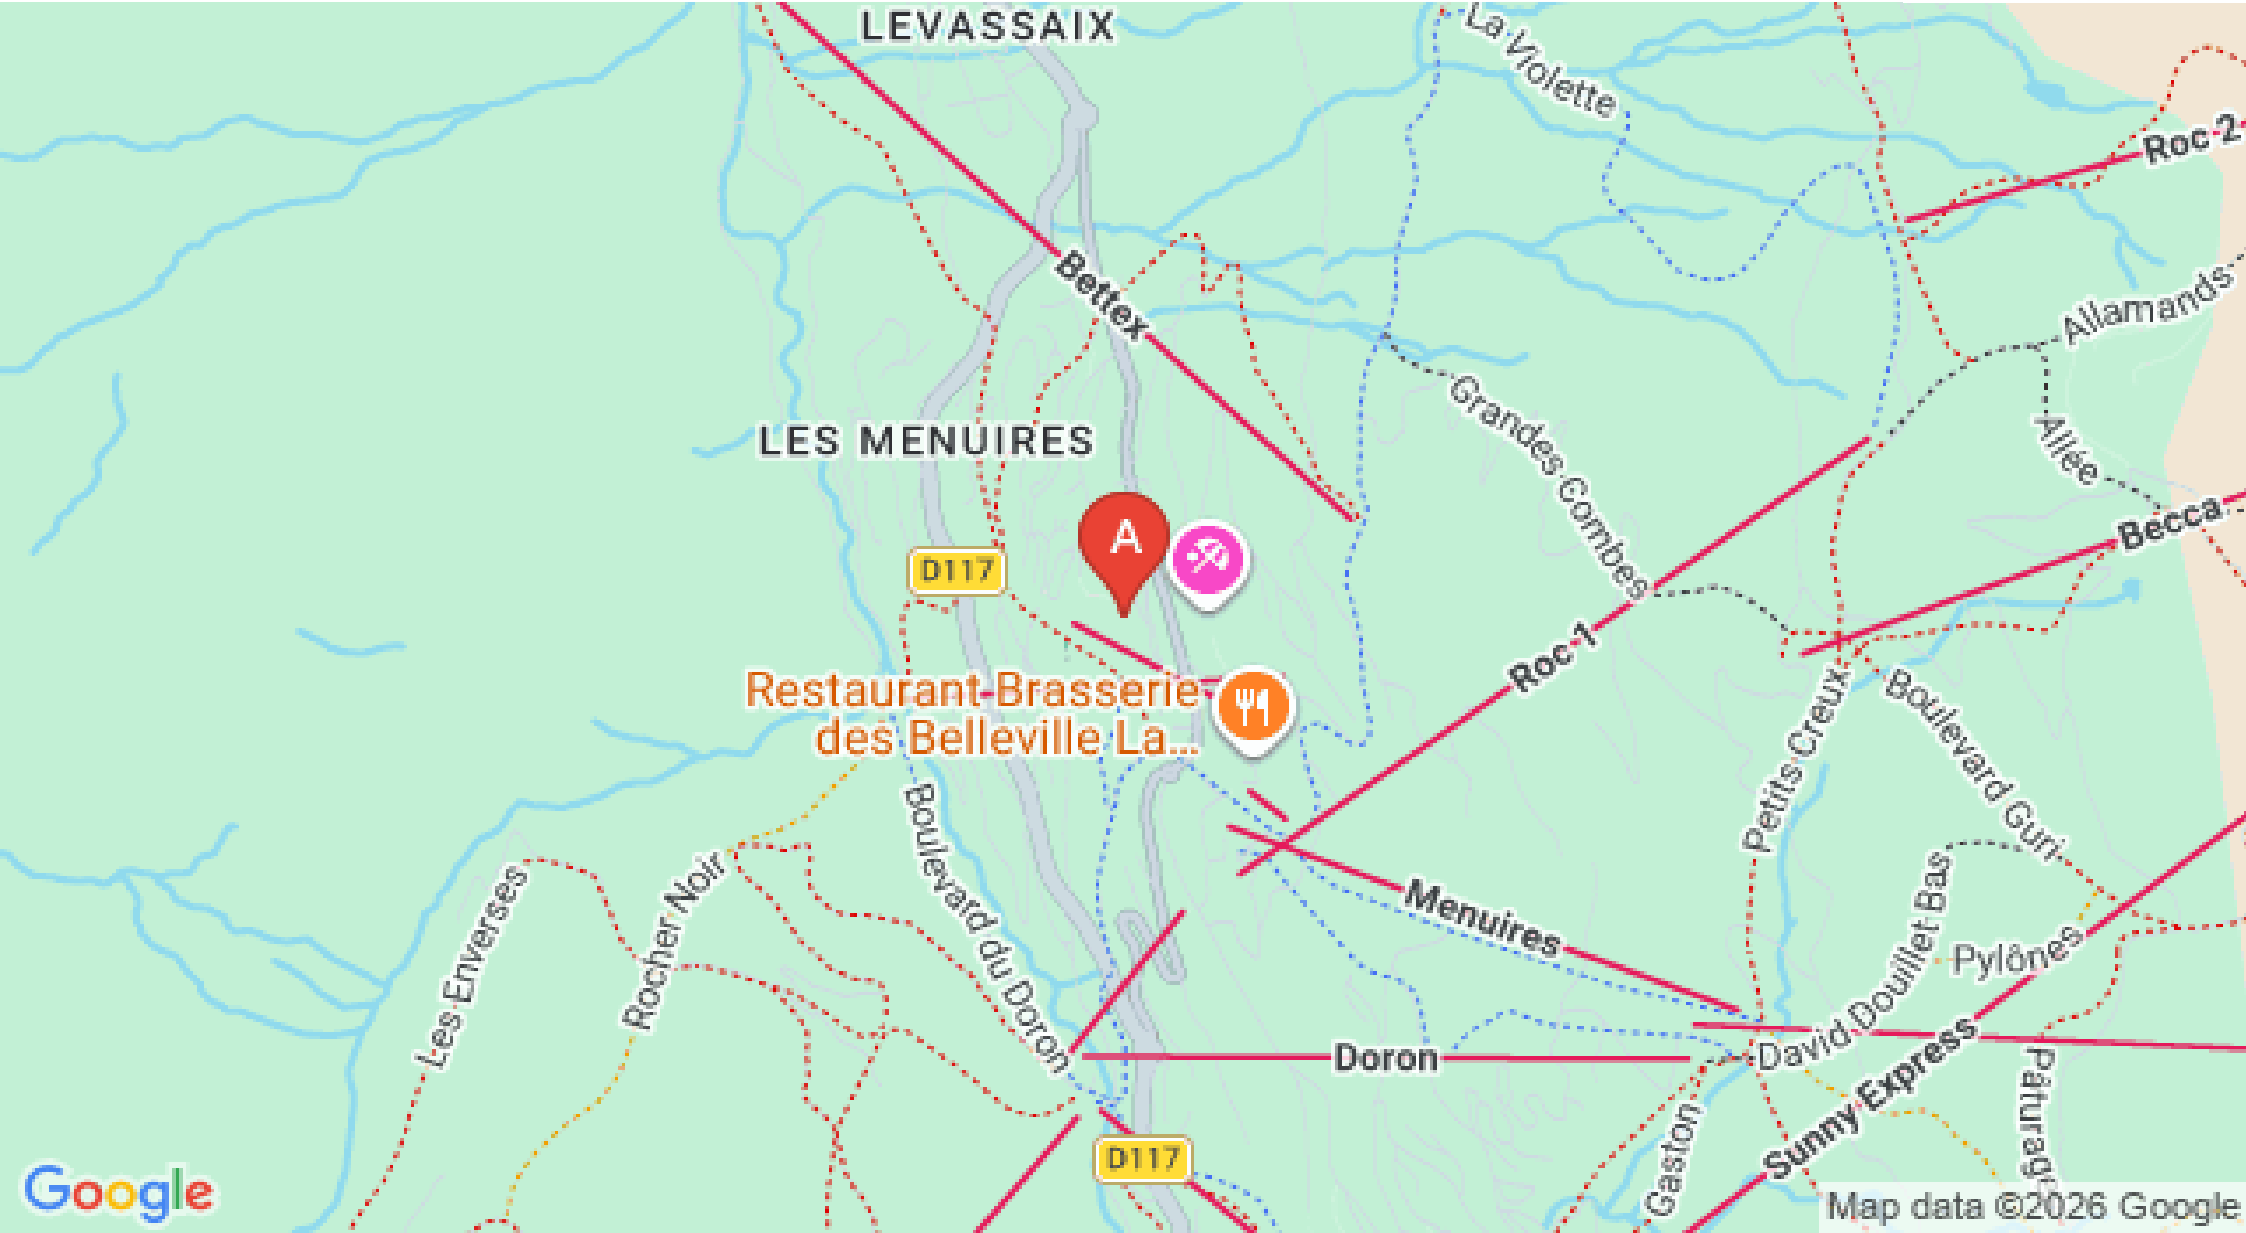 LEVASSAIX
La Violette
Roc 2
Bettex
Allamands
Grandes Combes
LES MENUIRES
Allée
Becca
A
D117
Roc 1
Restaurant Brasserie
des Belleville La...
Petits Creux
Boulevard Guri
Boulevard du Doron
Les Enverses
Rocher Noir
Menuires
David Douillet Bas
Pylônes
Doron
Sunny Express
Gaston
Pâturag
D117
Google
Map data ©2026 Google